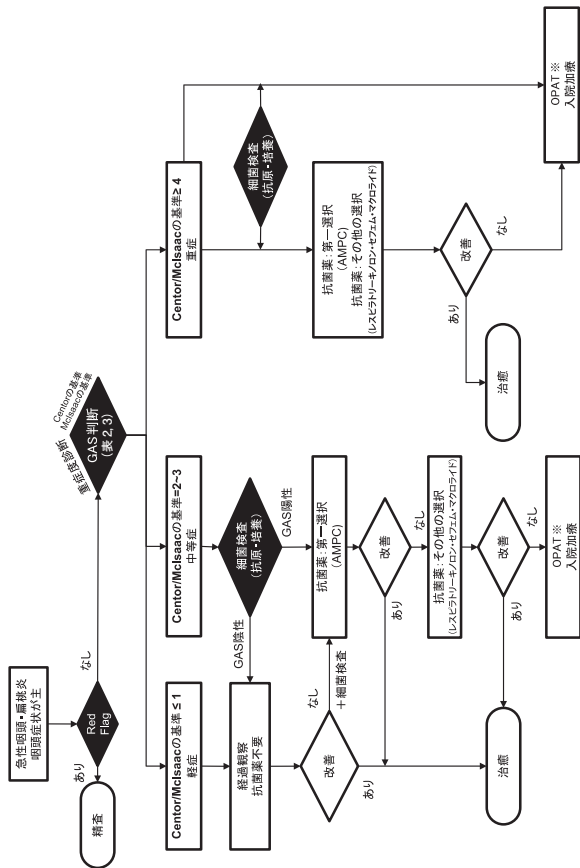 急性咽頭・扁桃炎
咽頭症状が主
Red
Flag
あり
なし
精査
重症度診断
Centorの基準
McIsaacの基準
GAS判断
(表2, 3)
Centor/McIsaacの基準 ≤ 1
軽症
Centor/McIsaacの基準=2~3
中等症
Centor/McIsaacの基準≥ 4
重症
経過観察
抗菌薬不要
細菌検査
(抗原・培養)
GAS陰性
GAS陽性
細菌検査
(抗原・培養)
改善
なし
+細菌検査
あり
抗菌薬:第一選択
(AMPC)
改善
なし
あり
抗菌薬:その他の選択
(レスピラトリーキノロン・セフェム・マクロライド)
改善
なし
あり
治癒
OPAT※
入院加療
抗菌薬:第一選択
(AMPC)
抗菌薬:その他の選択
(レスピラトリーキノロン・セフェム・マクロライド)
改善
なし
あり
治癒
OPAT※
入院加療